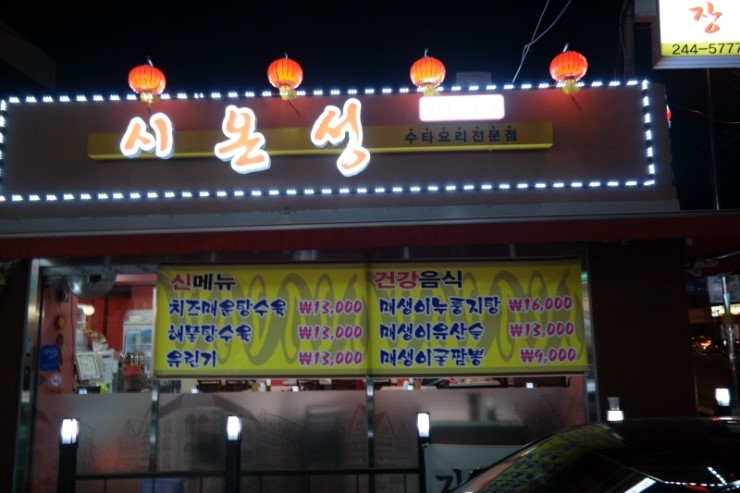 장
244-5777
시온성
수타요리전문점
신메뉴
치즈매운탕수육 ₩13,000
해물탕수육 ₩13,000
유린기 ₩13,000
건강음식
매생이누룽지탕 ₩16,000
매생이유산슬 ₩13,000
매생이굴짬뽕 ₩9,000